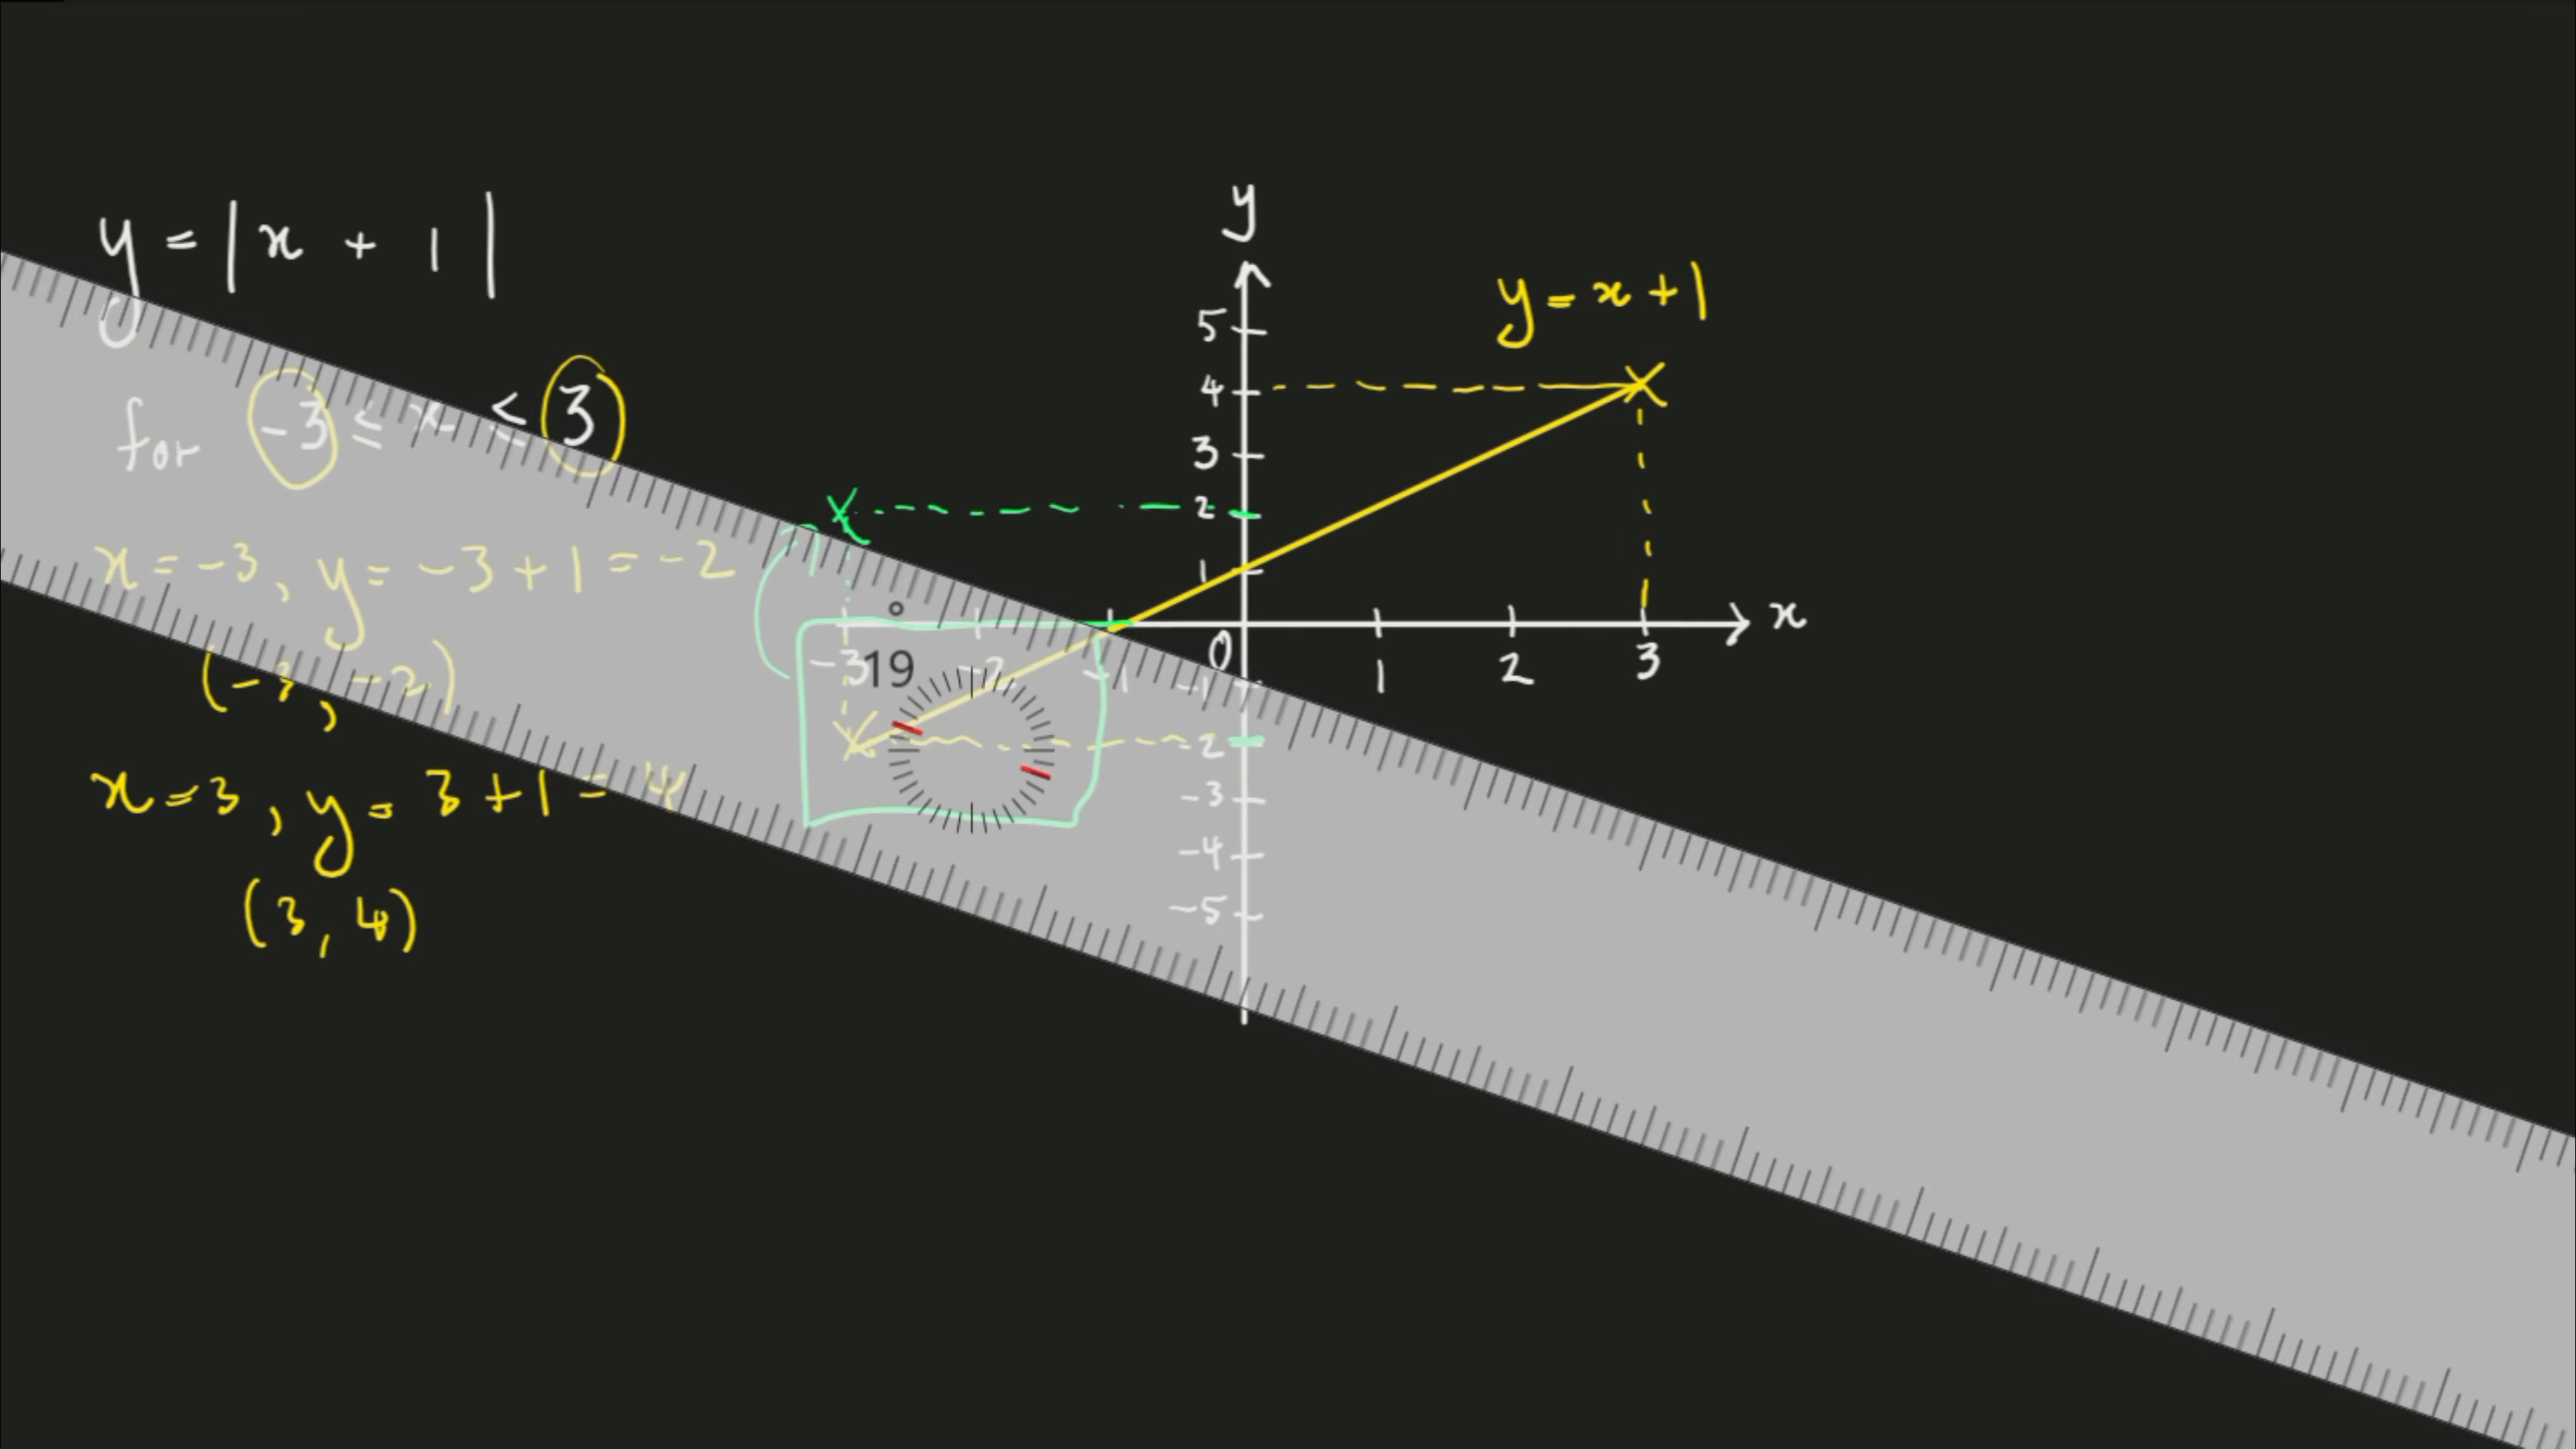 y = |x + 1|
for -3 ≤ x ≤ 3
x = -3, y = -3 + 1 = -2
(-3, -2)
x = 3, y = 3 + 1 = 4
(3, 4)
y
y = x + 1
5
4
3
2
1
x
-3 -2 -1 0 1 2 3
19°
-1
-2
-3
-4
-5